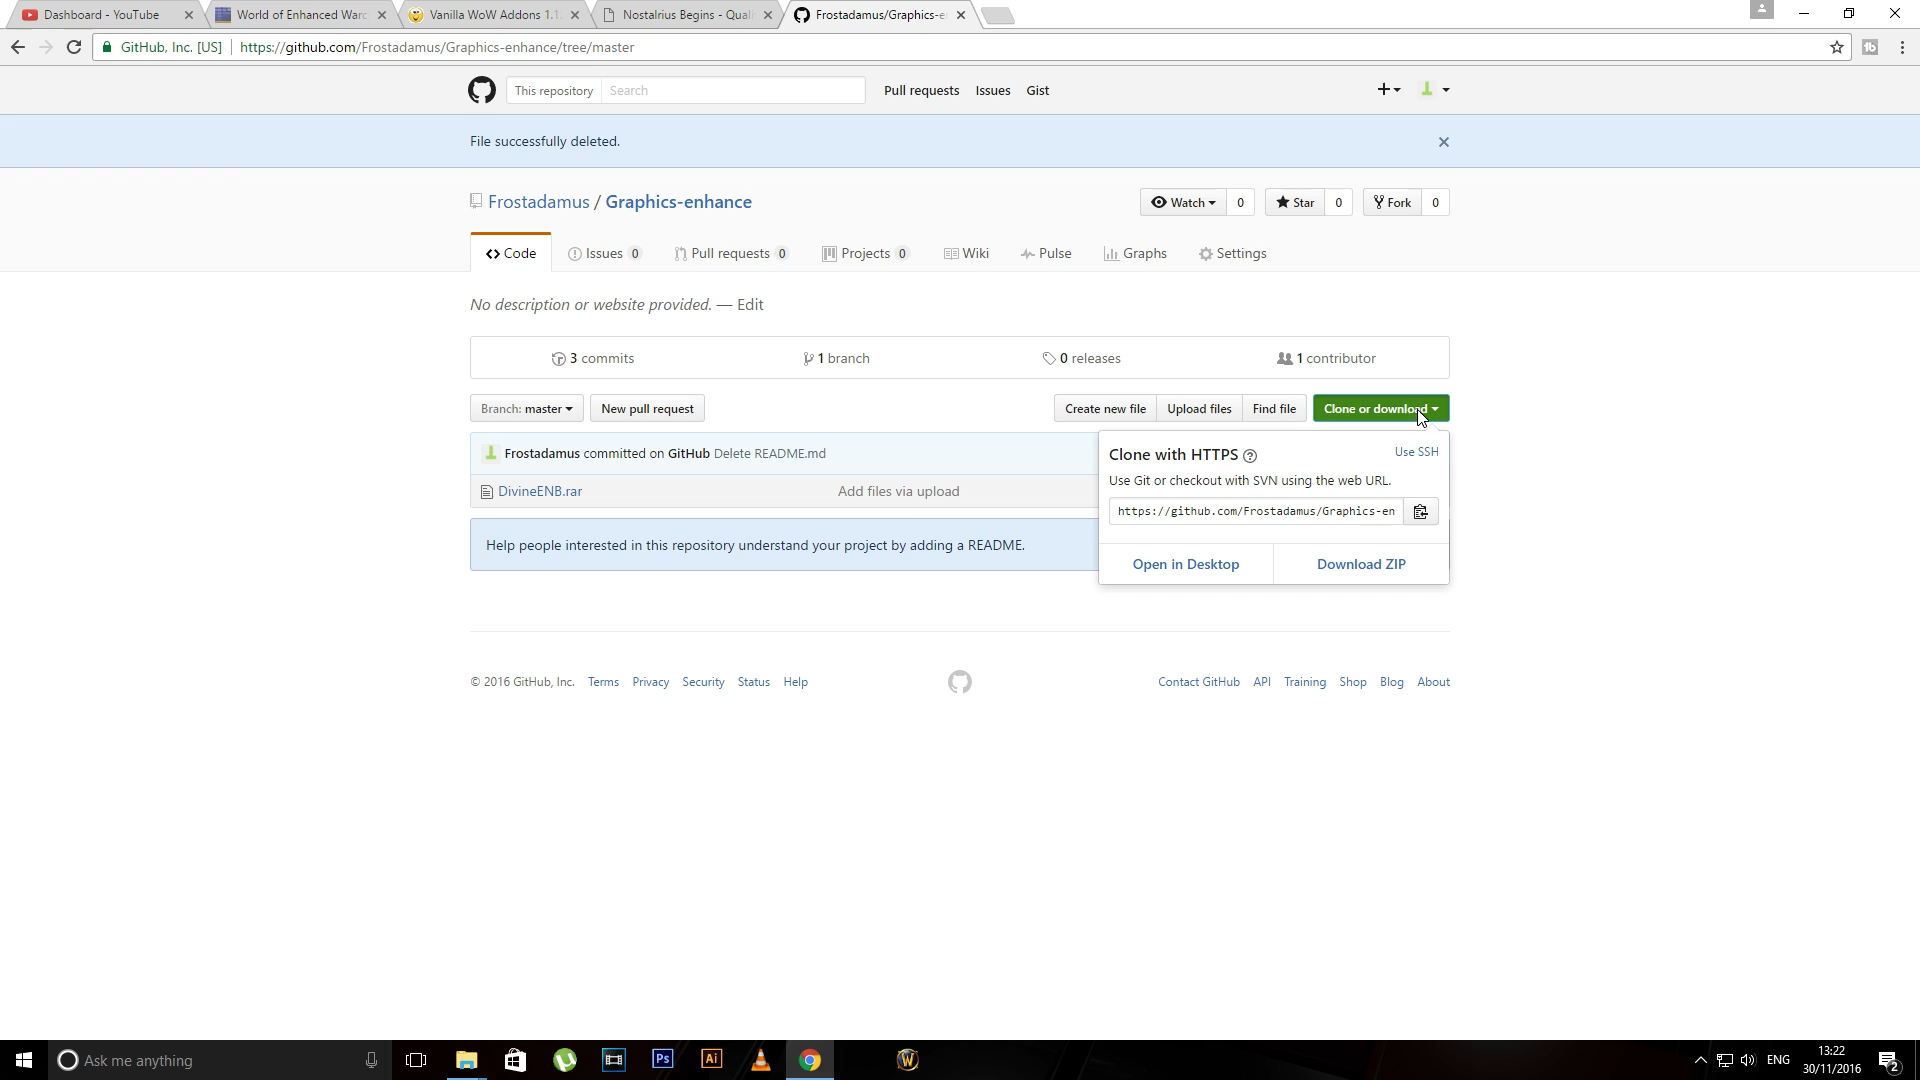 Dashboard - YouTube
World of Enhanced Warc
Vanilla WoW Addons 1.1
Nostalrius Begins - Quali
Frostadamus/Graphics-e
GitHub, Inc. [US] https://github.com/Frostadamus/Graphics-enhance/tree/master
This repository Search Pull requests Issues Gist
File successfully deleted.
Frostadamus / Graphics-enhance
Watch 0 Star 0 Fork 0
Code Issues 0 Pull requests 0 Projects 0 Wiki Pulse Graphs Settings
No description or website provided. — Edit
3 commits 1 branch 0 releases 1 contributor
Branch: master New pull request Create new file Upload files Find file Clone or download
Frostadamus committed on GitHub Delete README.md
DivineENB.rar Add files via upload
Help people interested in this repository understand your project by adding a README.
Clone with HTTPS ? Use SSH
Use Git or checkout with SVN using the web URL.
https://github.com/Frostadamus/Graphics-en
Open in Desktop Download ZIP
© 2016 GitHub, Inc. Terms Privacy Security Status Help Contact GitHub API Training Shop Blog About
Ask me anything
Ps
Ai
W
ENG
13:22
30/11/2016
2